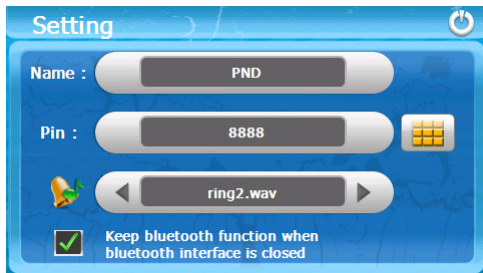 Setting
Name : PND
Pin : 8888
ring2.wav
Keep bluetooth function when
bluetooth interface is closed